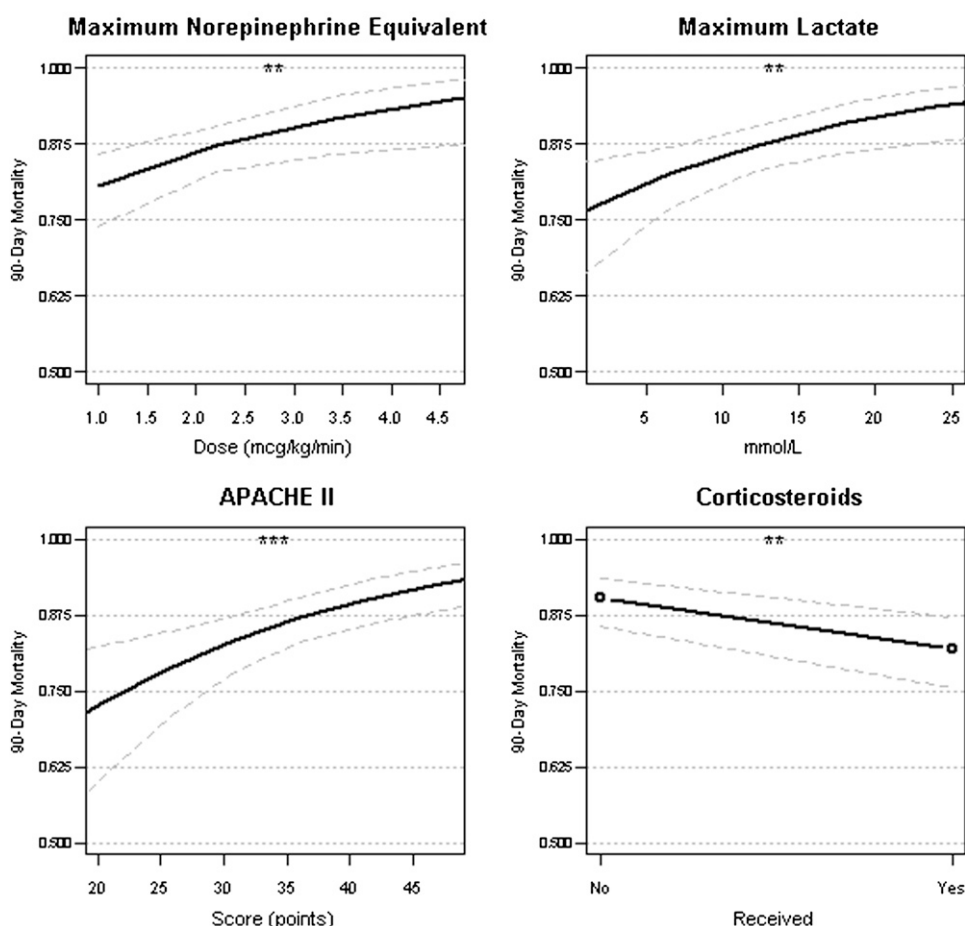 Maximum Norepinephrine Equivalent
**
90-Day Mortality
1.000
0.875
0.750
0.625
0.500
1.0 1.5 2.0 2.5 3.0 3.5 4.0 4.5
Dose (mcg/kg/min)
Maximum Lactate
**
90-Day Mortality
1.000
0.875
0.750
0.625
0.500
5 10 15 20 25
mmol/L
APACHE II
***
90-Day Mortality
1.000
0.875
0.750
0.625
0.500
20 25 30 35 40 45
Score (points)
Corticosteroids
**
90-Day Mortality
1.000
0.875
0.750
0.625
0.500
No Yes
Received